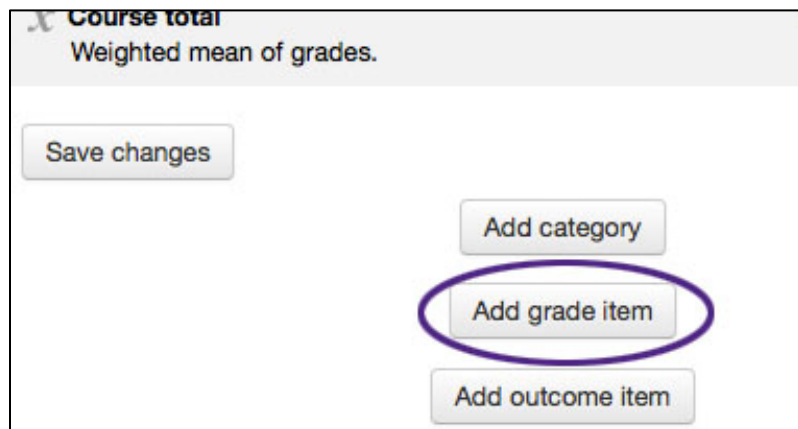 Course total
Weighted mean of grades.
Save changes
Add category
Add grade item
Add outcome item